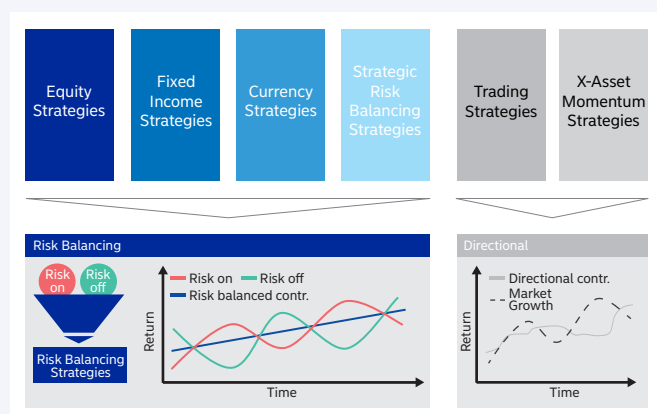 Equity
Strategies
Fixed
Income
Strategies
Currency
Strategies
Strategic
Risk
Balancing
Strategies
Trading
Strategies
X-Asset
Momentum
Strategies
Risk Balancing
Risk
on
Risk
off
Risk Balancing
Strategies
Return
Risk on
Risk off
Risk balanced contr.
Time
Directional
Return
Directional contr.
Market
Growth
Time